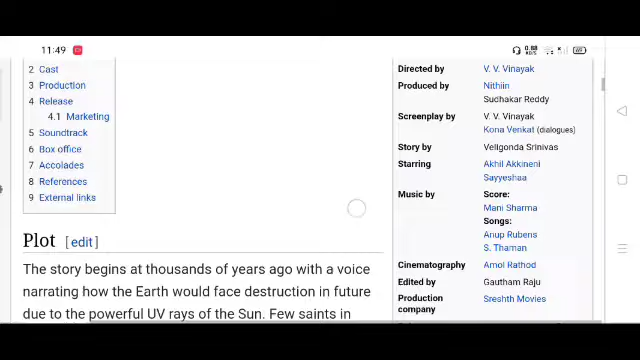 11:49
0.68
KB/S
2 Cast
3 Production
4 Release
4.1 Marketing
5 Soundtrack
6 Box office
7 Accolades
8 References
9 External links
Plot [edit]
The story begins at thousands of years ago with a voice
narrating how the Earth would face destruction in future
due to the powerful UV rays of the Sun. Few saints in
Directed by V. V. Vinayak
Produced by Nithiin
Sudhakar Reddy
Screenplay by V. V. Vinayak
Kona Venkat (dialogues)
Story by Veligonda Srinivas
Starring Akhil Akkineni
Sayyeshaa
Music by Score:
Mani Sharma
Songs:
Anup Rubens
S. Thaman
Cinematography Amol Rathod
Edited by Gautham Raju
Production Sreshth Movies
company